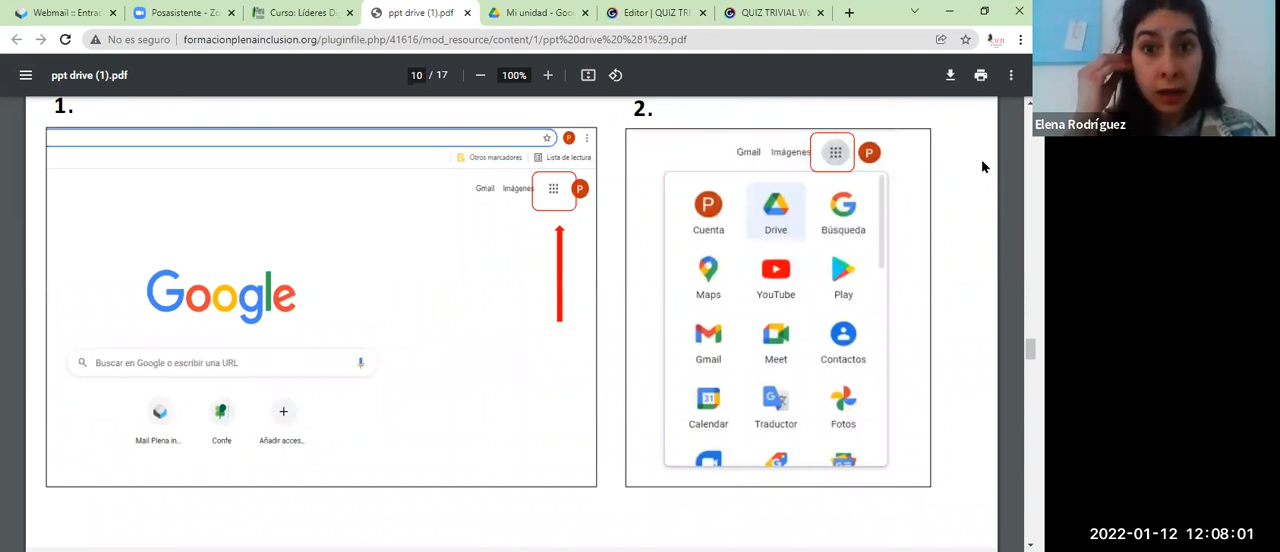 Webmail :: Entrad
Posasistente - Zo
Curso: Líderes Di
ppt drive (1).pdf
Mi unidad - Goo
Editor | QUIZ TRI
QUIZ TRIVIAL Wo
No es seguro | formacionplenainclusion.org/pluginfile.php/41616/mod_resource/content/1/ppt%20drive%20%281%29.pdf
ppt drive (1).pdf
10 / 17
100%
Elena Rodríguez
1.
Otros marcadores
Lista de lectura
Gmail Imágenes
P
Google
Buscar en Google o escribir una URL
Mail Plena in...
Confe
Añadir acces...
2.
Gmail Imágenes
P
Cuenta Drive Búsqueda
Maps YouTube Play
Gmail Meet Contactos
31
Calendar Traductor Fotos
2022-01-12 12:08:01